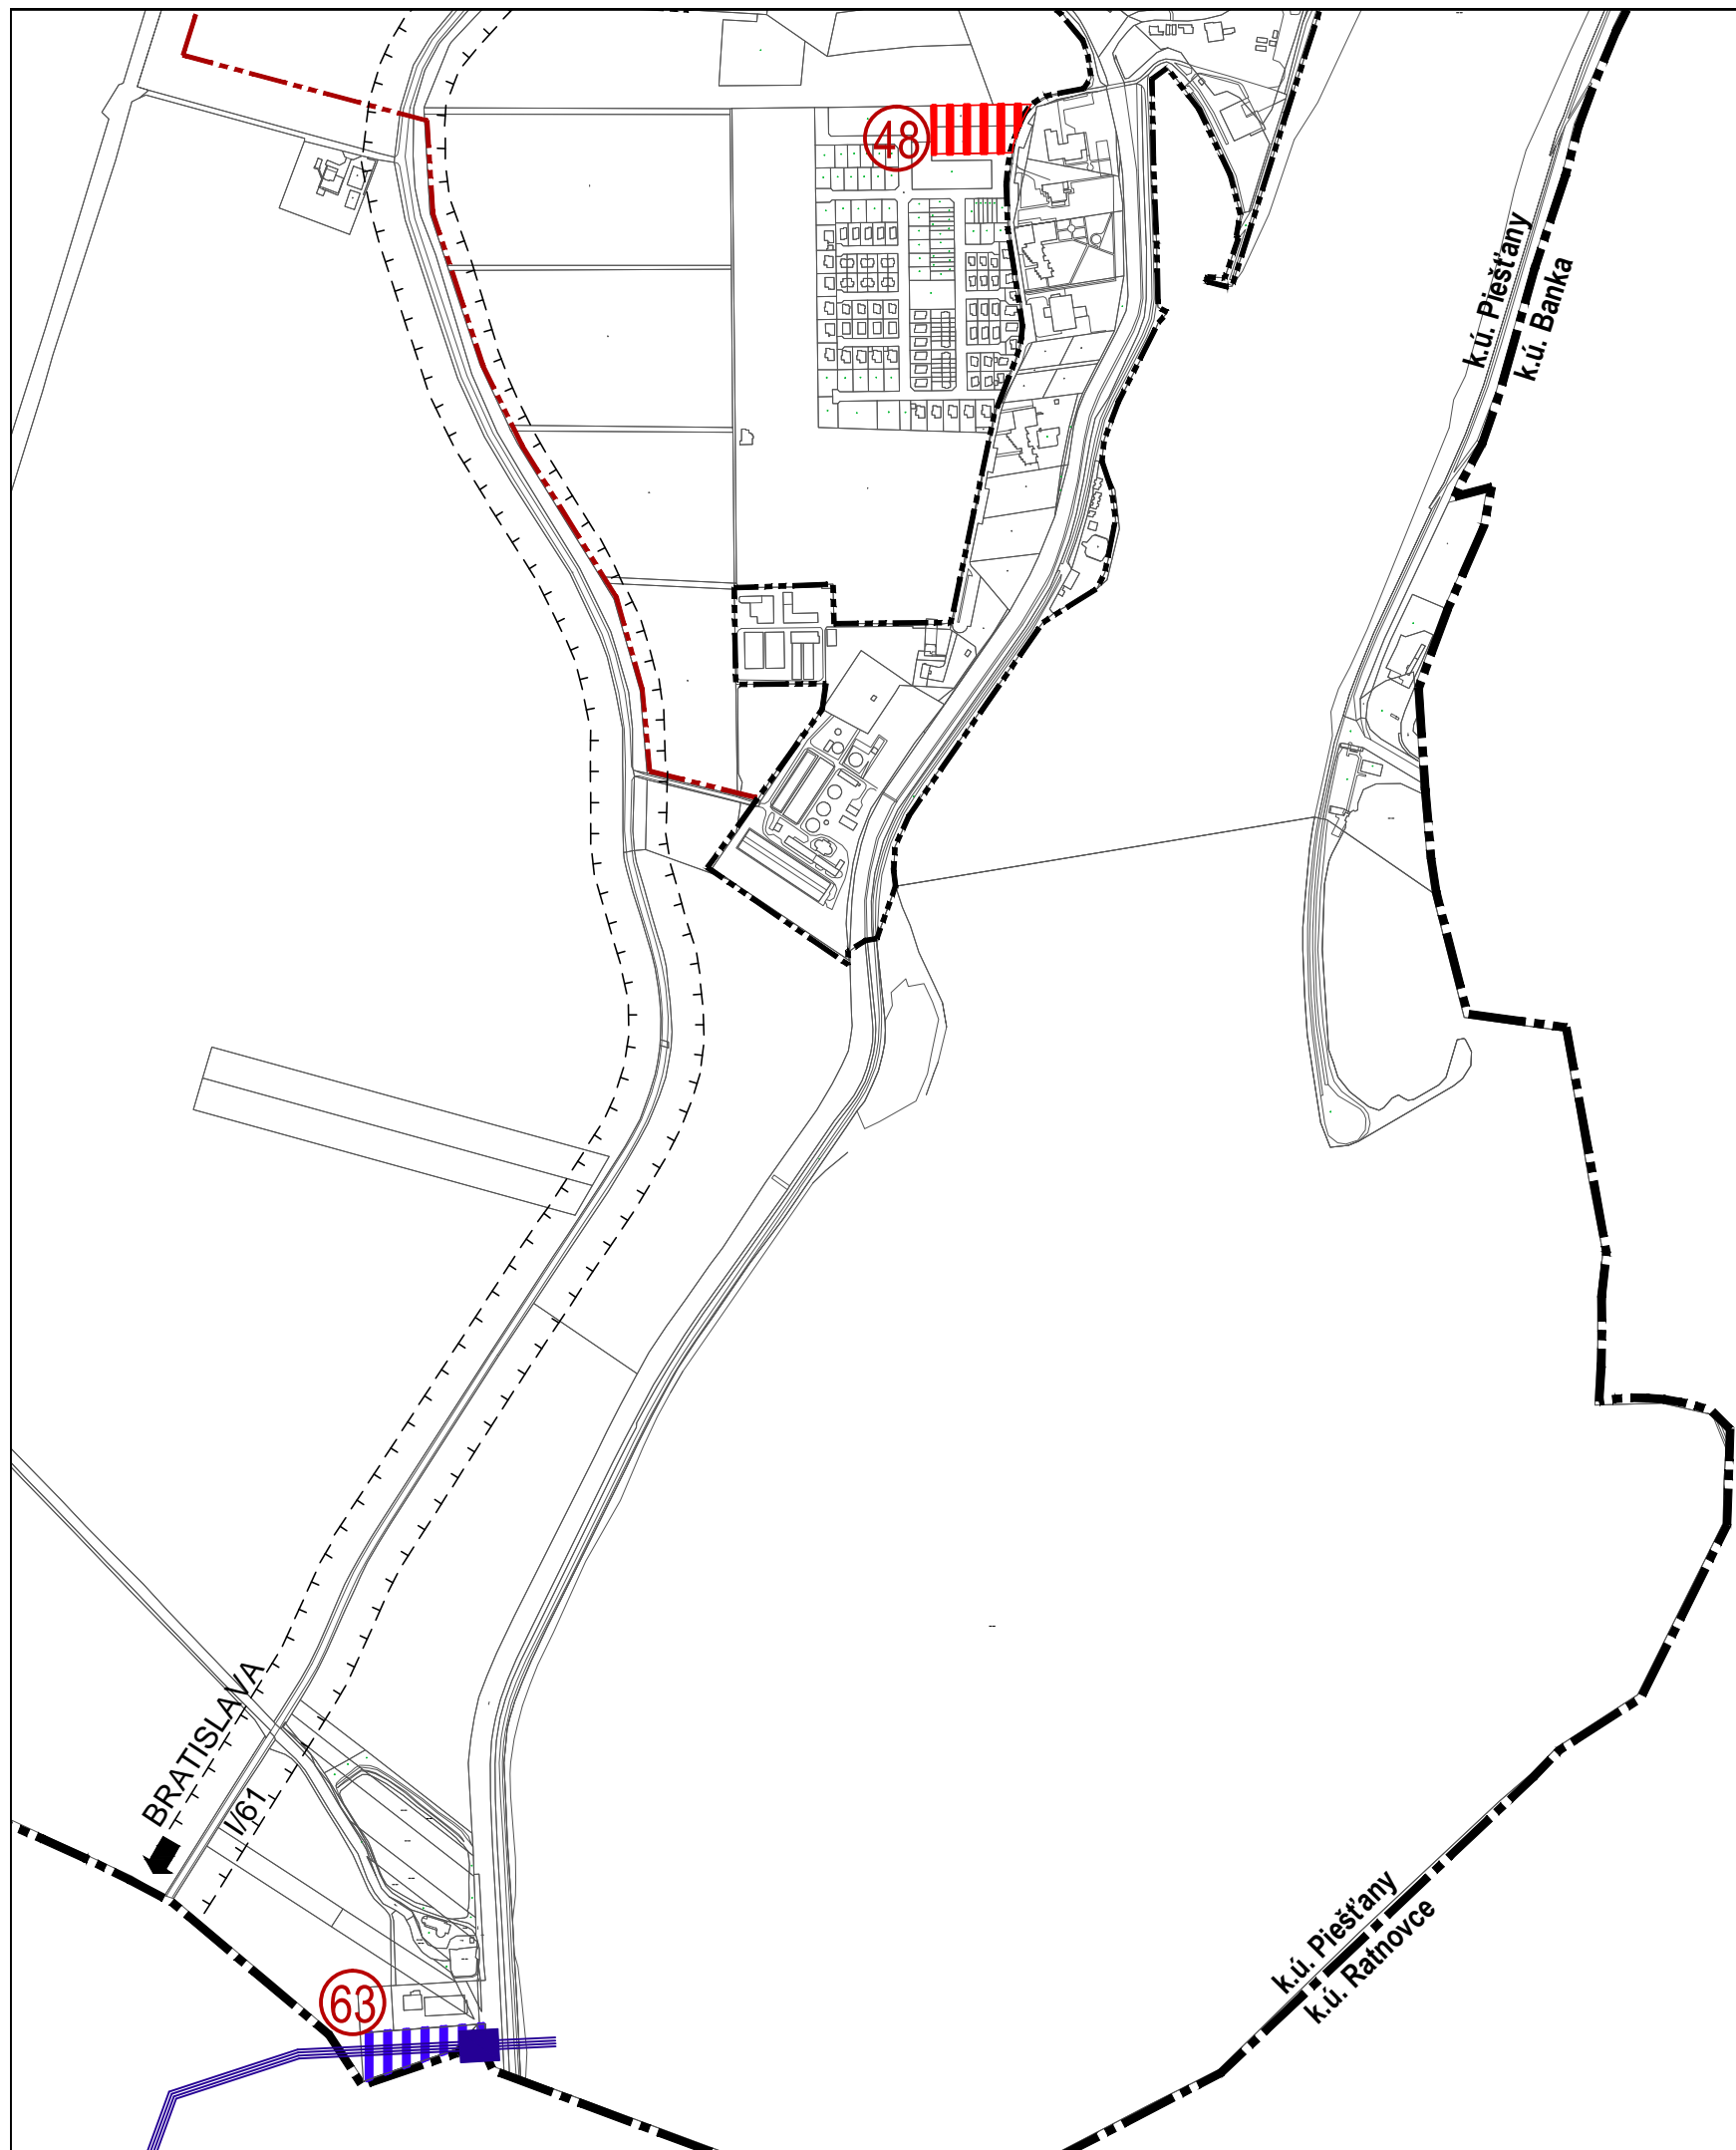 48
k.ú. Piešťany
k.ú. Banka
BRATISLAVA
I/61
k.ú. Piešťany
k.ú. Ratnovce
63